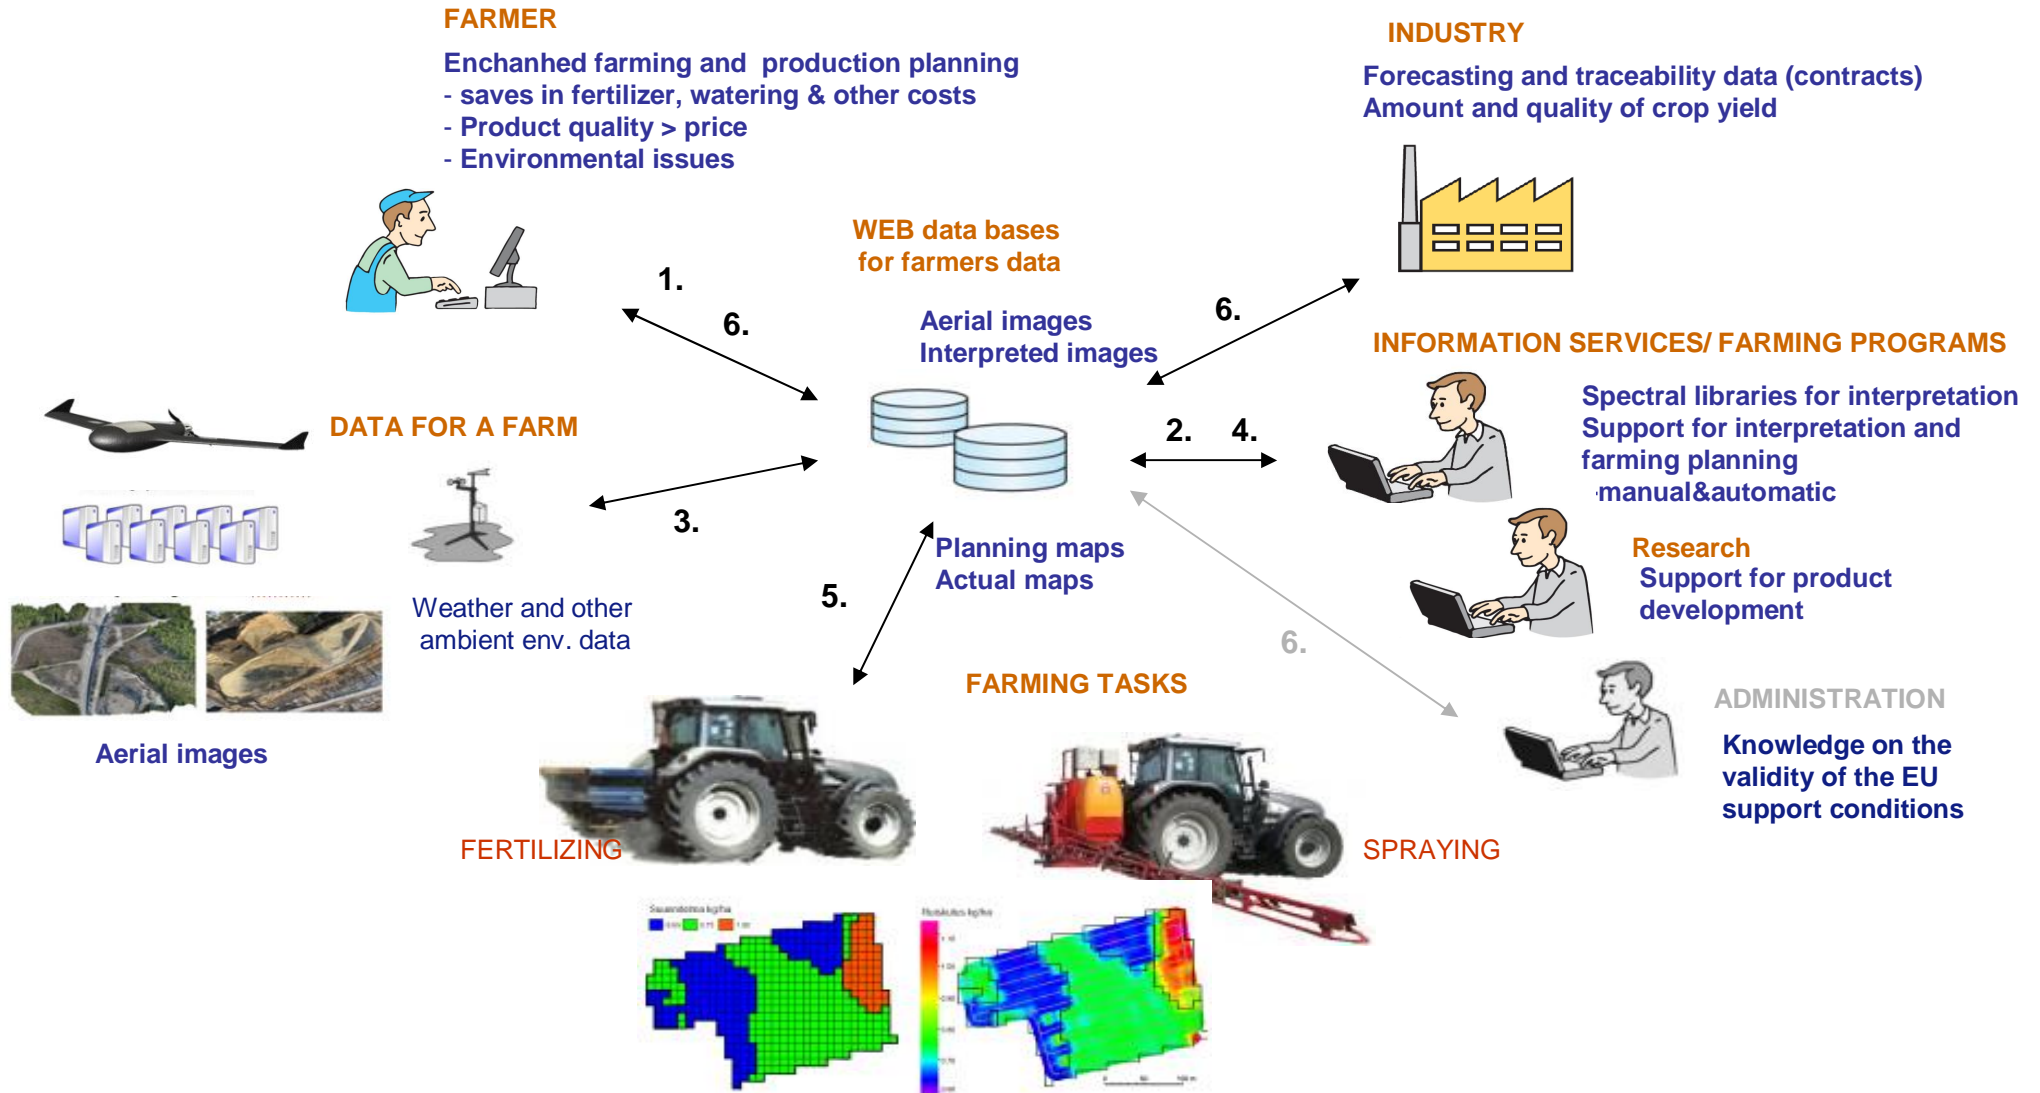 FARMER
Enchanhed farming and  production planning
- saves in fertilizer, watering & other costs
- Product quality > price
- Environmental issues
INDUSTRY
Forecasting and traceability data (contracts)
Amount and quality of crop yield
WEB data bases
for farmers data
1.
6.
Aerial images
Interpreted images
6.
INFORMATION SERVICES/ FARMING PROGRAMS
Spectral libraries for interpretation
Support for interpretation and
farming planning
-manual&automatic
2.
4.
DATA FOR A FARM
3.
Weather and other
ambient env. data
Aerial images
Planning maps
Actual maps
5.
Research
Support for product
development
6.
ADMINISTRATION
Knowledge on the
validity of the EU
support conditions
FARMING TASKS
FERTILIZING
SPRAYING
kg/ha
Ruiskutus kg/ha